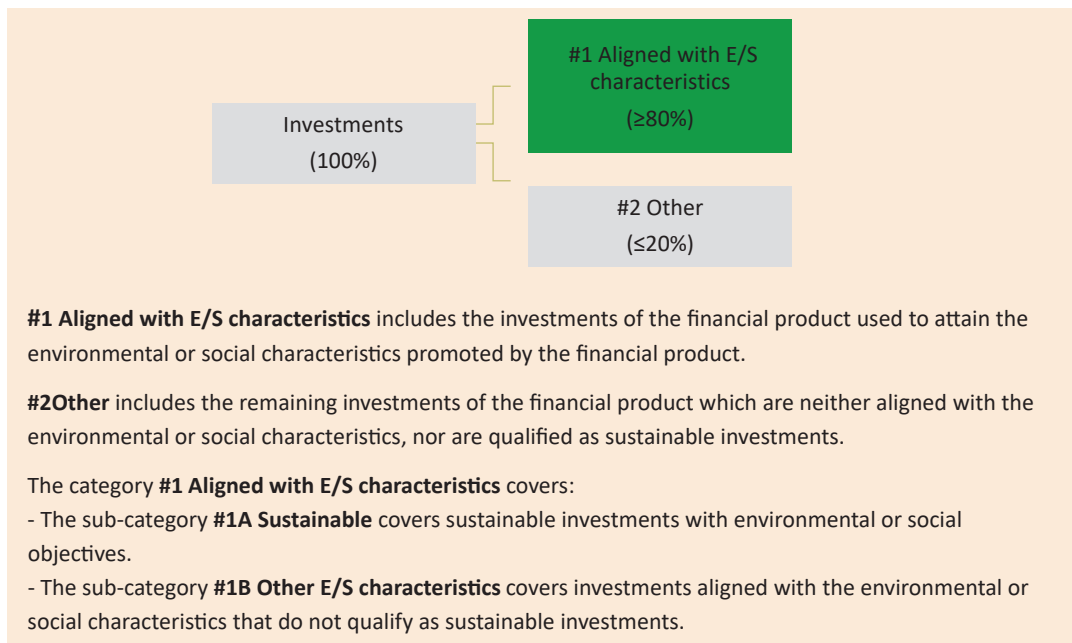 #1 Aligned with E/S
characteristics
(≥80%)
Investments
(100%)
#2 Other
(≤20%)
#1 Aligned with E/S characteristics includes the investments of the financial product used to attain the
environmental or social characteristics promoted by the financial product.
#2Other includes the remaining investments of the financial product which are neither aligned with the
environmental or social characteristics, nor are qualified as sustainable investments.
The category #1 Aligned with E/S characteristics covers:
- The sub-category #1A Sustainable covers sustainable investments with environmental or social
objectives.
- The sub-category #1B Other E/S characteristics covers investments aligned with the environmental or
social characteristics that do not qualify as sustainable investments.